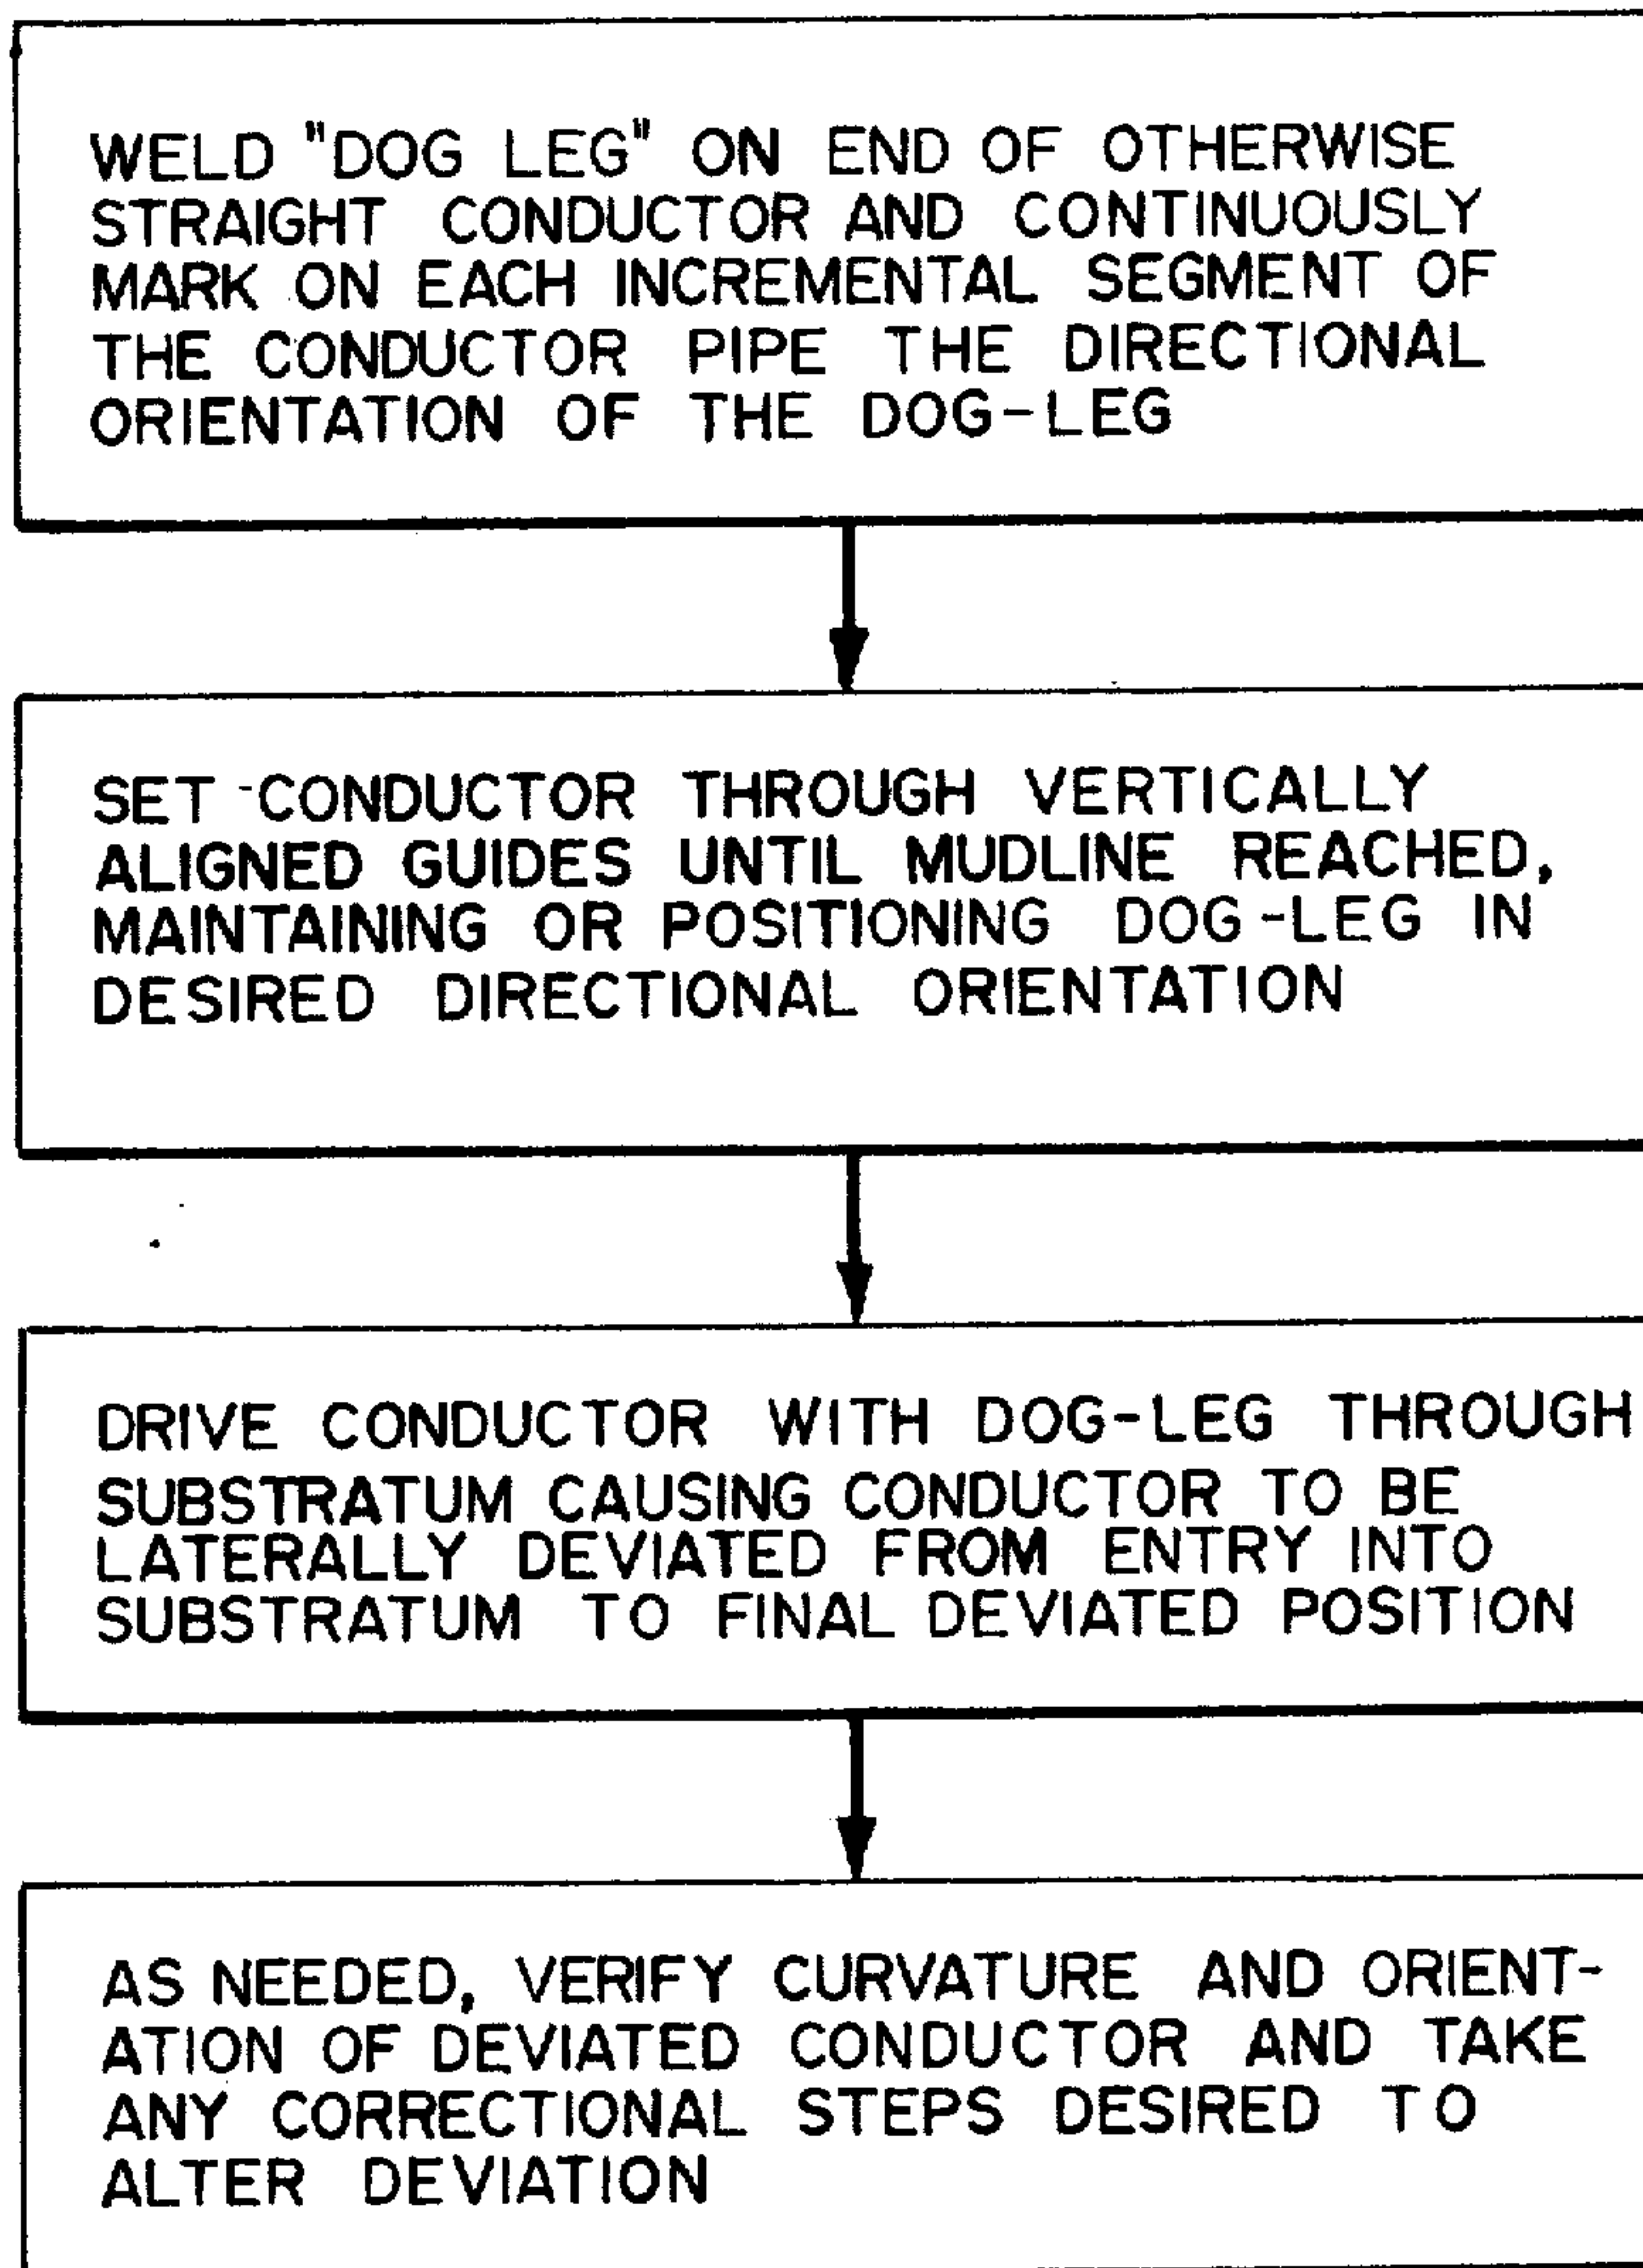 WELD "DOG LEG" ON END OF OTHERWISE
STRAIGHT CONDUCTOR AND CONTINUOUSLY
MARK ON EACH INCREMENTAL SEGMENT OF
THE CONDUCTOR PIPE THE DIRECTIONAL
ORIENTATION OF THE DOG-LEG
SET CONDUCTOR THROUGH VERTICALLY
ALIGNED GUIDES UNTIL MUDLINE REACHED,
MAINTAINING OR POSITIONING DOG-LEG IN
DESIRED DIRECTIONAL ORIENTATION
DRIVE CONDUCTOR WITH DOG-LEG THROUGH
SUBSTRATUM CAUSING CONDUCTOR TO BE
LATERALLY DEVIATED FROM ENTRY INTO
SUBSTRATUM TO FINAL DEVIATED POSITION
AS NEEDED, VERIFY CURVATURE AND ORIENT-
ATION OF DEVIATED CONDUCTOR AND TAKE
ANY CORRECTIONAL STEPS DESIRED TO
ALTER DEVIATION